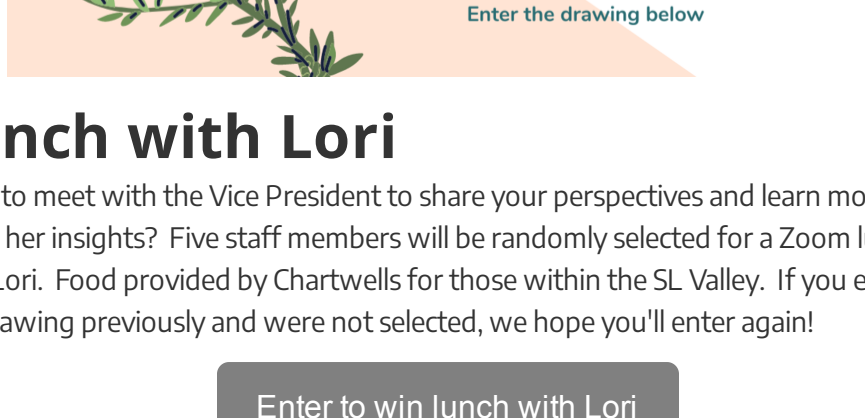 Enter the drawing below
nch with Lori
to meet with the Vice President to share your perspectives and learn mo
her insights? Five staff members will be randomly selected for a Zoom l
Lori. Food provided by Chartwells for those within the SL Valley. If you e
awing previously and were not selected, we hope you'll enter again!
Enter to win lunch with Lori